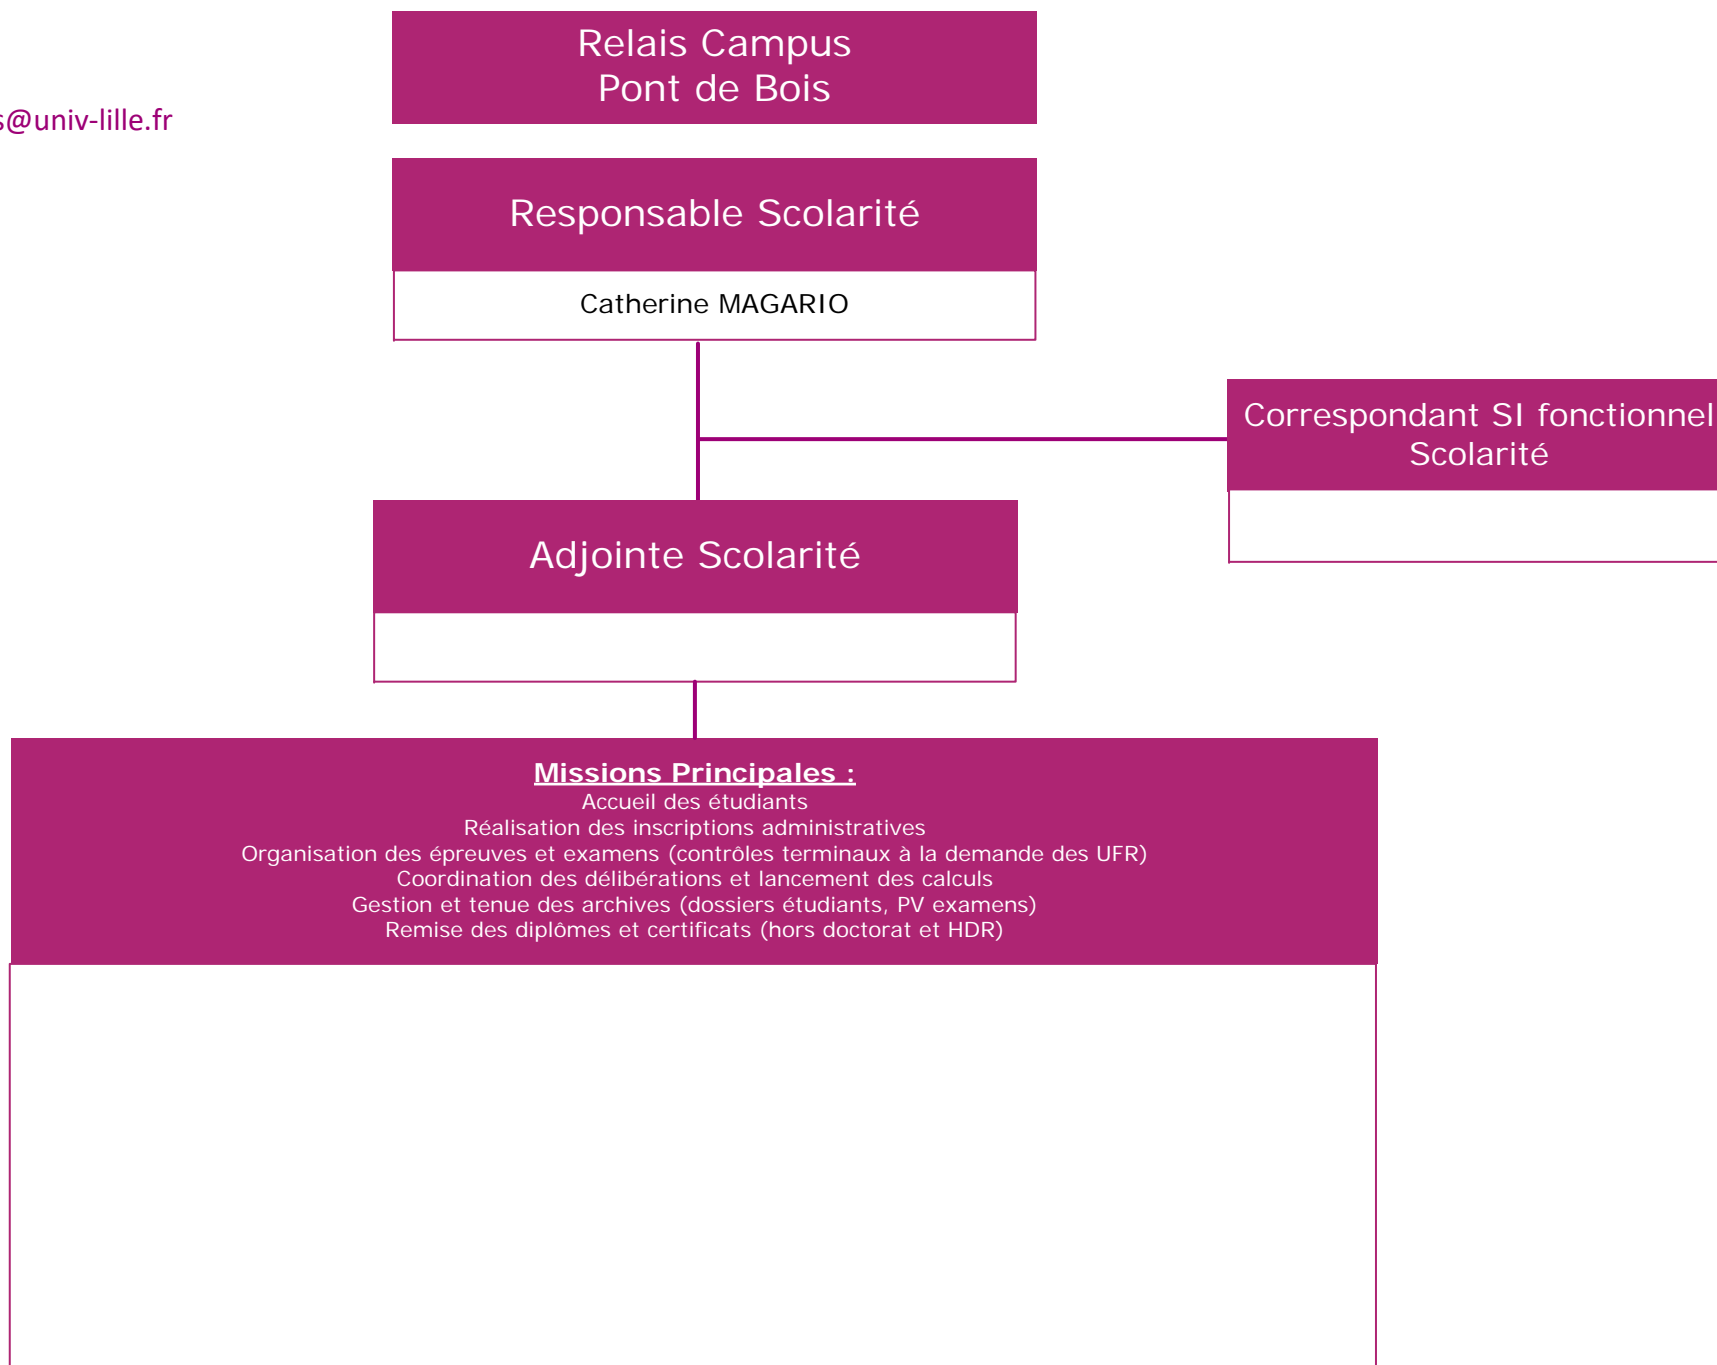 Relais Campus
Pont de Bois
s@univ-lille.fr
Responsable Scolarité
Catherine MAGARIO
Correspondant SI fonctionnel
Scolarité
Adjointe Scolarité
Missions Principales :
Accueil des étudiants
Réalisation des inscriptions administratives
Organisation des épreuves et examens (contrôles terminaux à la demande des UFR)
Coordination des délibérations et lancement des calculs
Gestion et tenue des archives (dossiers étudiants, PV examens)
Remise des diplômes et certificats (hors doctorat et HDR)